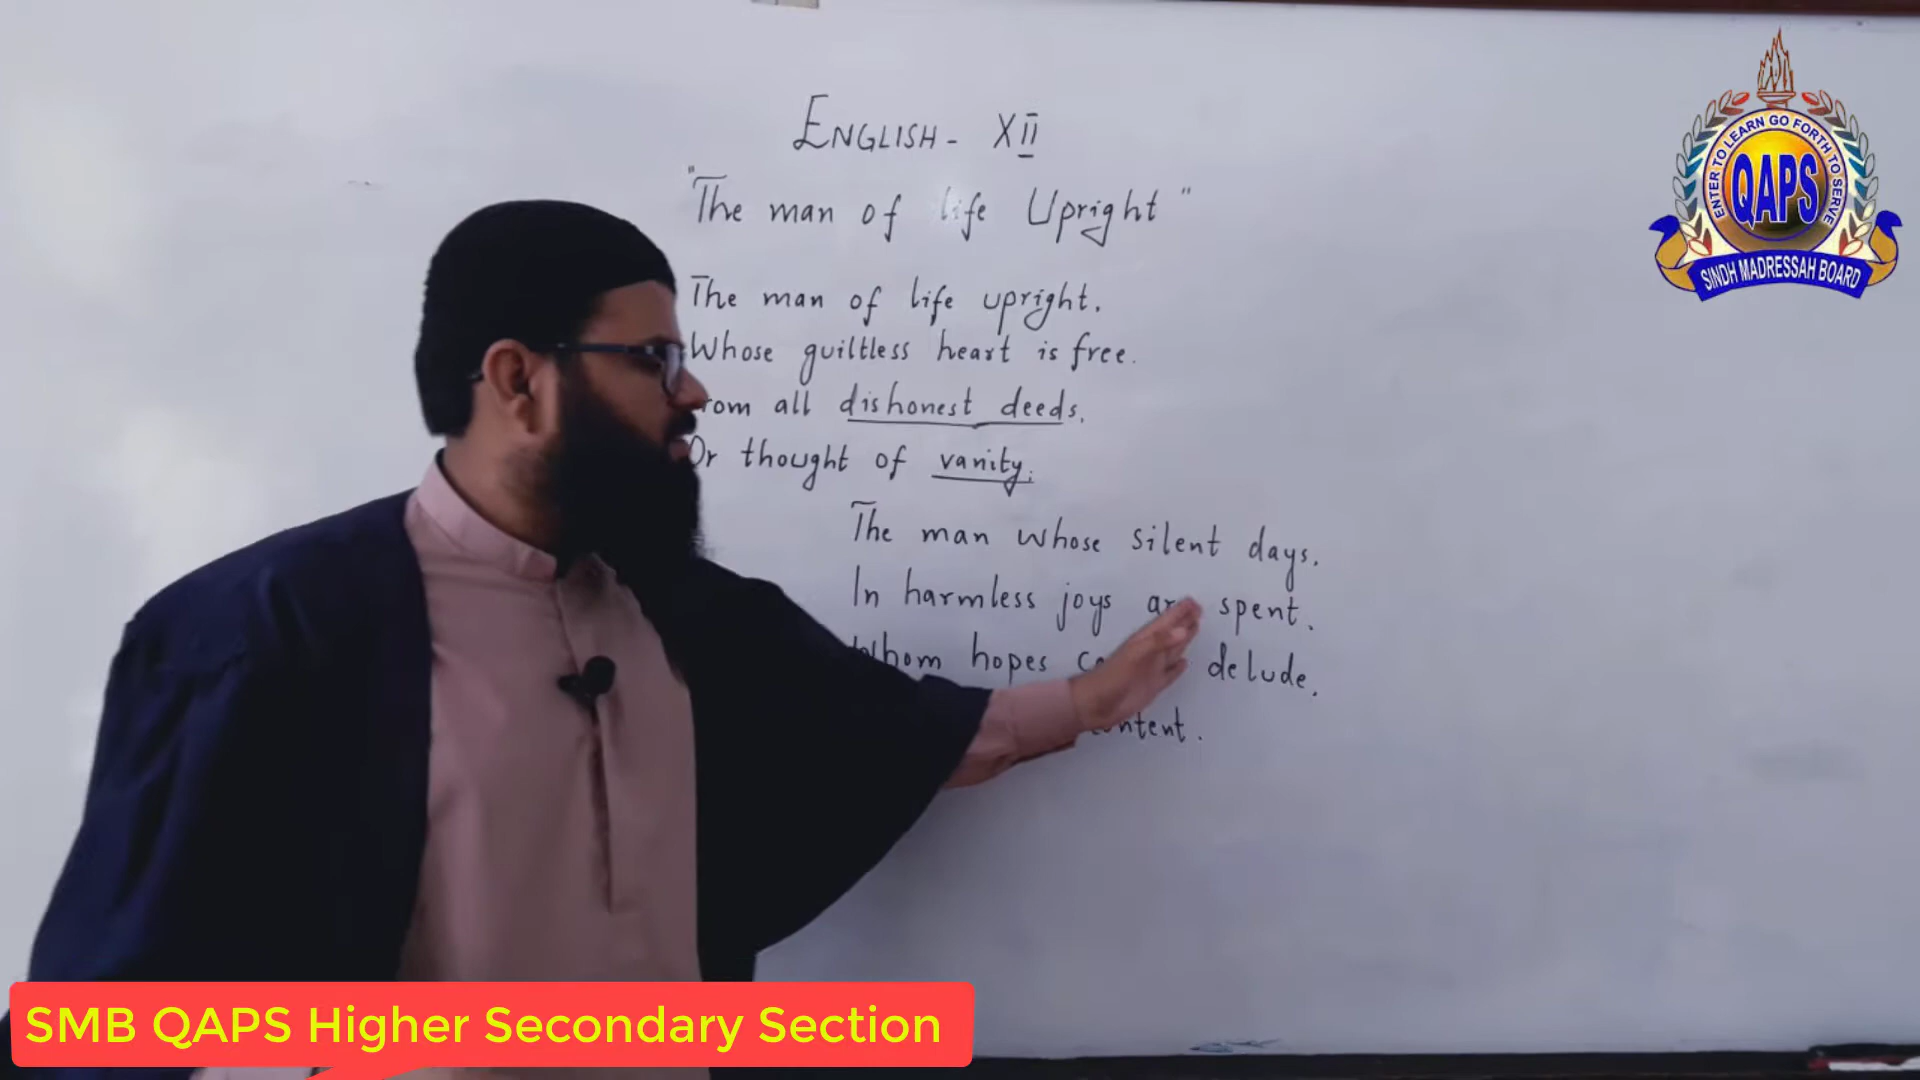 ENGLISH - XII
"The man of life Upright"
The man of life upright.
Whose guiltless heart is free.
all dishonest deeds.
Or thought of vanity.
The man whose silent days.
In harmless joys spent.
Whom hopes delude.
ENTER TO LEARN GO FORTH TO SERVE
QAPS
SINDH MADRESSAH BOARD
SMB QAPS Higher Secondary Section